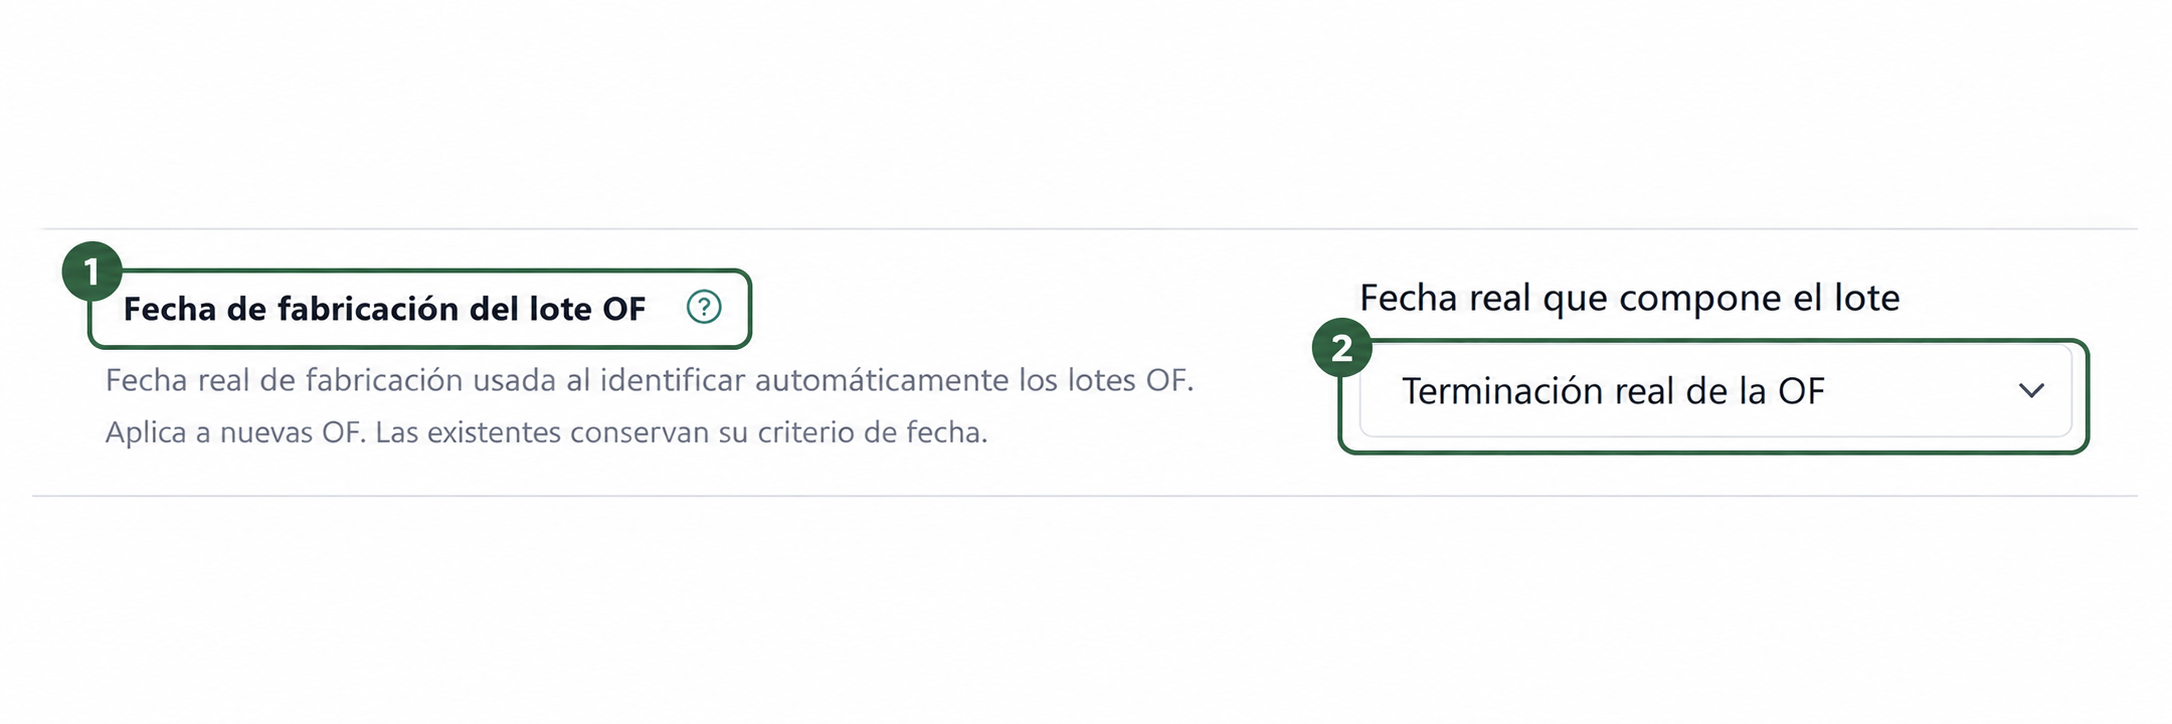 1
Fecha de fabricación del lote OF ?
Fecha real de fabricación usada al identificar automáticamente los lotes OF.
Aplica a nuevas OF. Las existentes conservan su criterio de fecha.
Fecha real que compone el lote
2
Terminación real de la OF